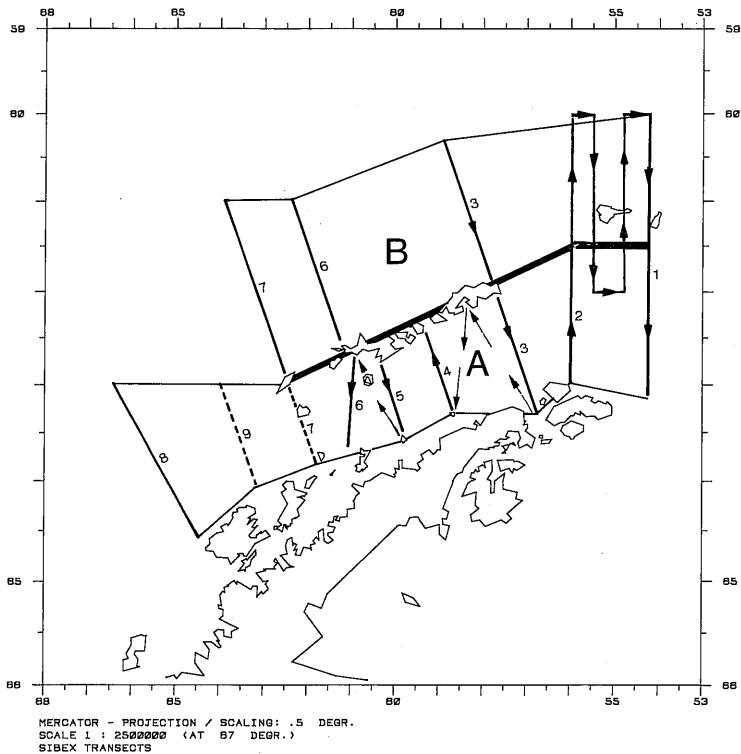 68 65 60 55 53
59 59
60 60
3
B
6
7
1
2
A
3
4
5
6
7
9
8
65 65
66 66
68 65 60 55 53
MERCATOR - PROJECTION / SCALING: .5 DEGR.
SCALE 1 : 2500000 (AT 67 DEGR.)
SIBEX TRANSECTS